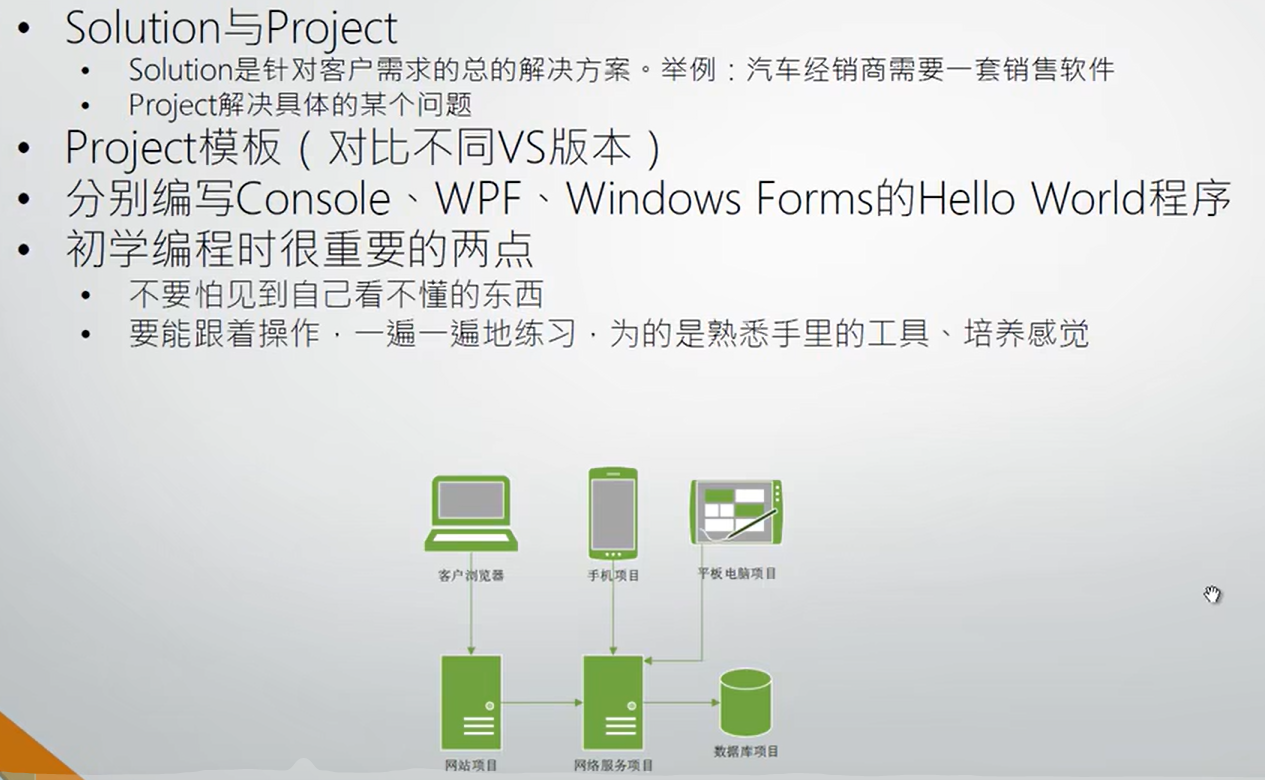 • Solution与Project
• Solution是针对客户需求的总的解决方案。举例：汽车经销商需要一套销售软件
• Project解决具体的某个问题
• Project模板（对比不同VS版本）
• 分别编写Console、WPF、Windows Forms的Hello World程序
• 初学编程时很重要的两点
• 不要怕见到自己看不懂的东西
• 要能跟着操作，一遍一遍地练习，为的是熟悉手里的工具、培养感觉
客户浏览器
手机项目
平板电脑项目
网站项目
网络服务项目
数据库项目